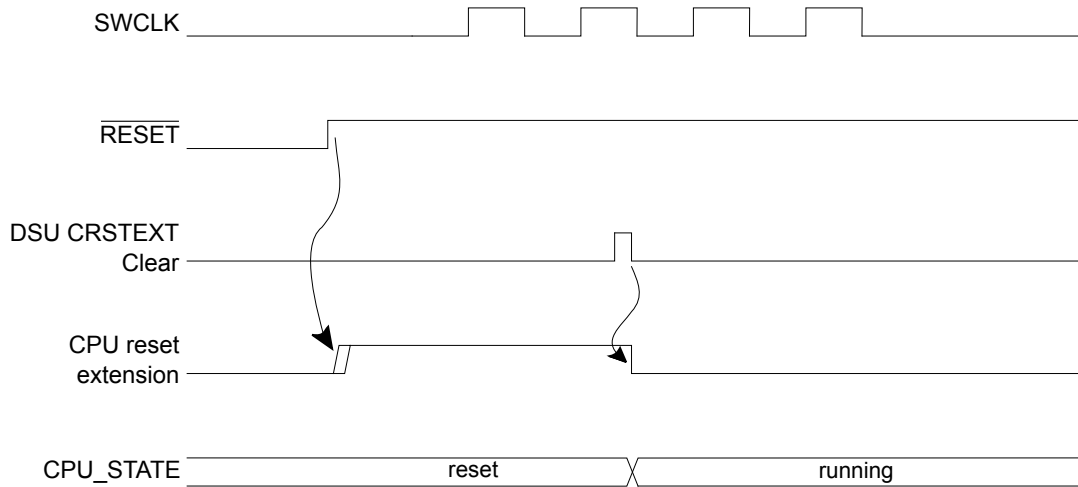 SWCLK
RESET
DSU CRSTEXT
Clear
CPU reset
extension
CPU_STATE
reset
running